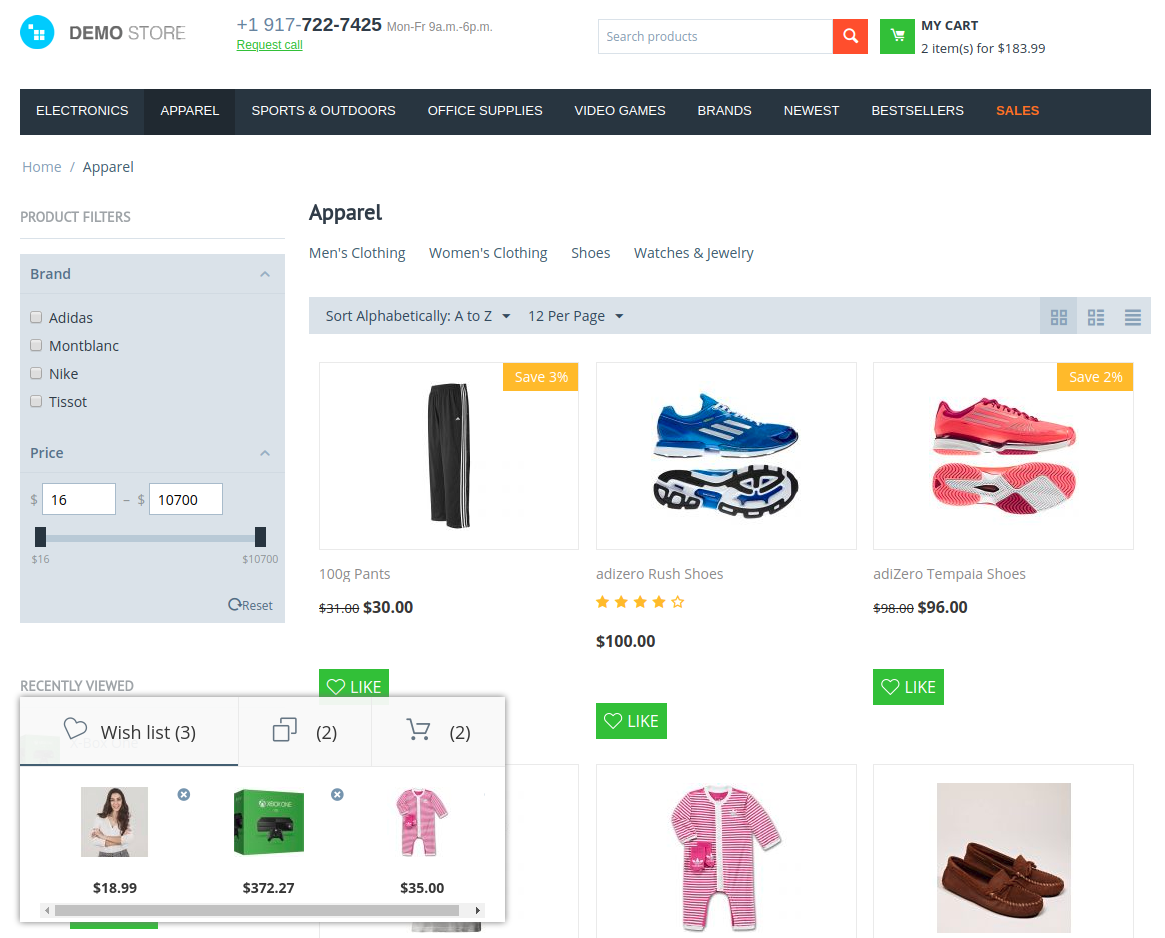 DEMO STORE
+1 917-722-7425 Mon-Fr 9a.m.-6p.m.
Request call
Search products
MY CART
2 item(s) for $183.99
ELECTRONICS APPAREL SPORTS & OUTDOORS OFFICE SUPPLIES VIDEO GAMES BRANDS NEWEST BESTSELLERS SALES
Home / Apparel
PRODUCT FILTERS
Brand
Adidas
Montblanc
Nike
Tissot
Price
$ 16 – $ 10700
$16 $10700
Reset
RECENTLY VIEWED
Apparel
Men's Clothing Women's Clothing Shoes Watches & Jewelry
Sort Alphabetically: A to Z 12 Per Page
Save 3%
Save 2%
100g Pants
adizero Rush Shoes
adiZero Tempaia Shoes
$31.00 $30.00
$100.00
$98.00 $96.00
LIKE
LIKE
LIKE
Wish list (3) (2) (2)
XBOX ONE
$18.99 $372.27 $35.00